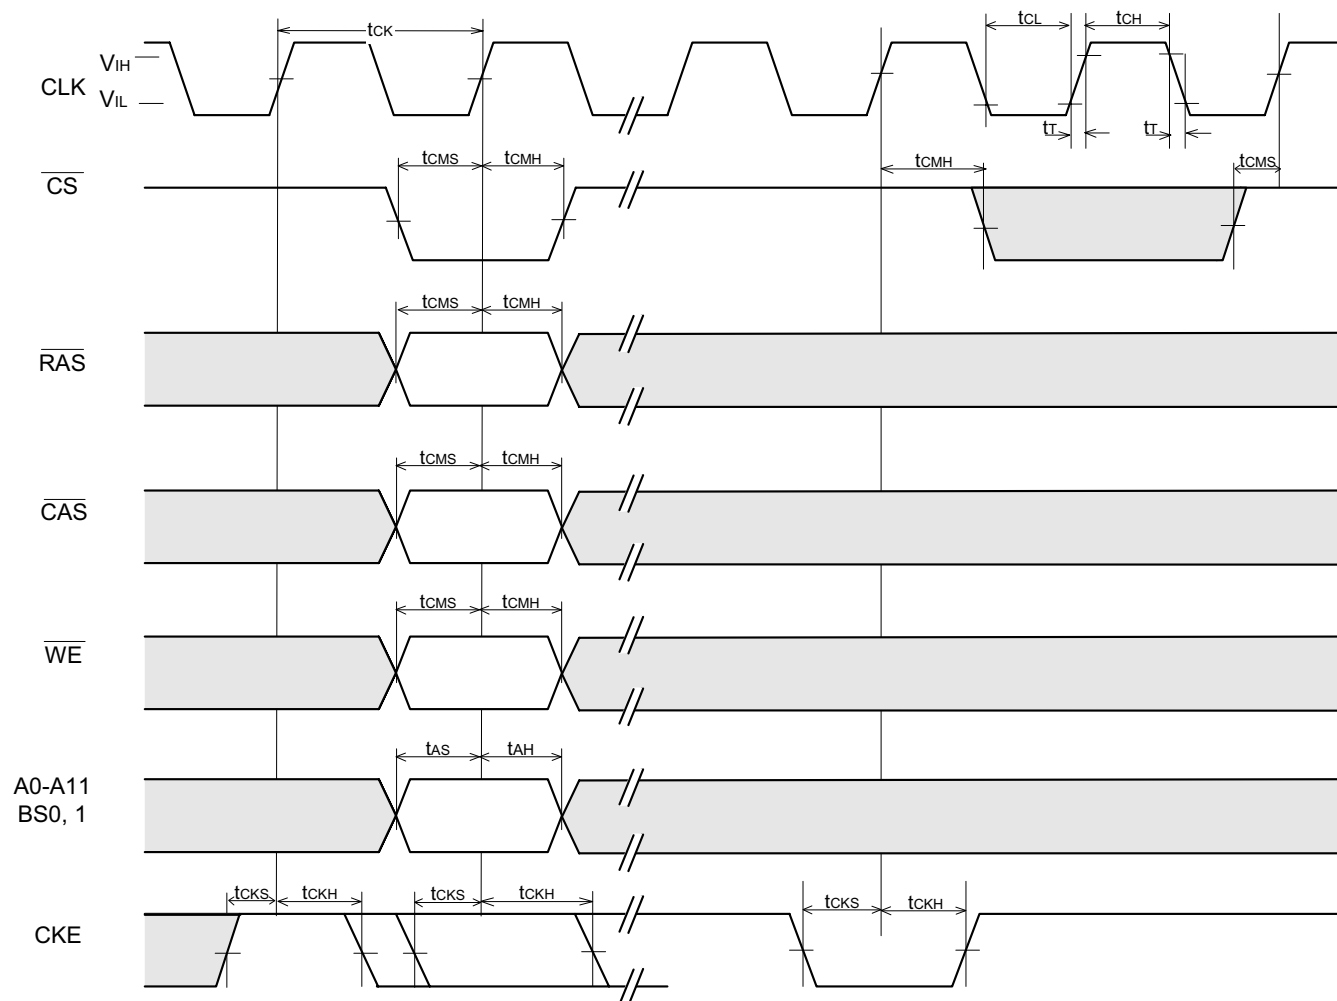 tCK
tCL
tCH
VIH
CLK
VIL
tT
tT
tCMS
tCMH
tCMH
tCMS
CS
tCMS
tCMH
RAS
tCMS
tCMH
CAS
tCMS
tCMH
WE
tAS
tAH
A0-A11
BS0, 1
tCKS
tCKH
tCKS
tCKH
tCKS
tCKH
CKE